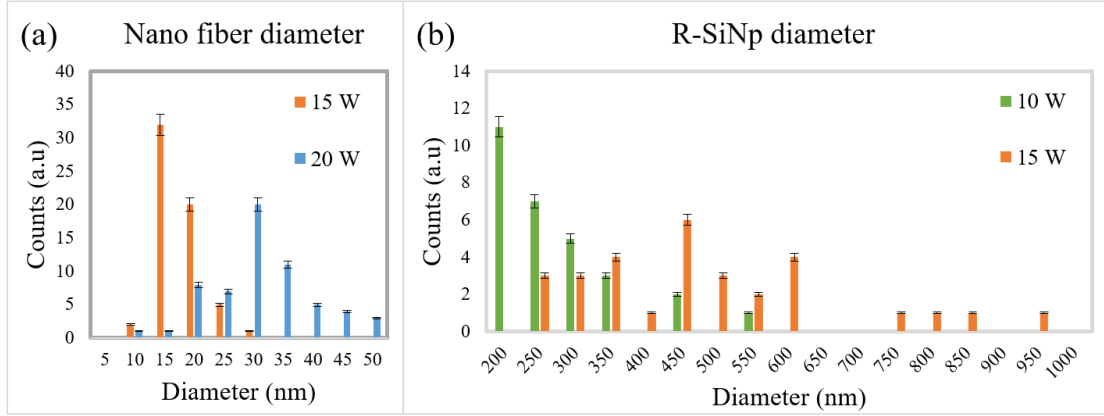 (a) Nano fiber diameter
40
35
30
25
20
15
10
5
0
Counts (a.u)
15 W
20 W
5 10 15 20 25 30 35 40 45 50
Diameter (nm)
(b) R-SiNp diameter
14
12
10
8
6
4
2
0
Counts (a.u)
10 W
15 W
200 250 300 350 400 450 500 550 600 650 700 750 800 850 900 950 1000
Diameter (nm)